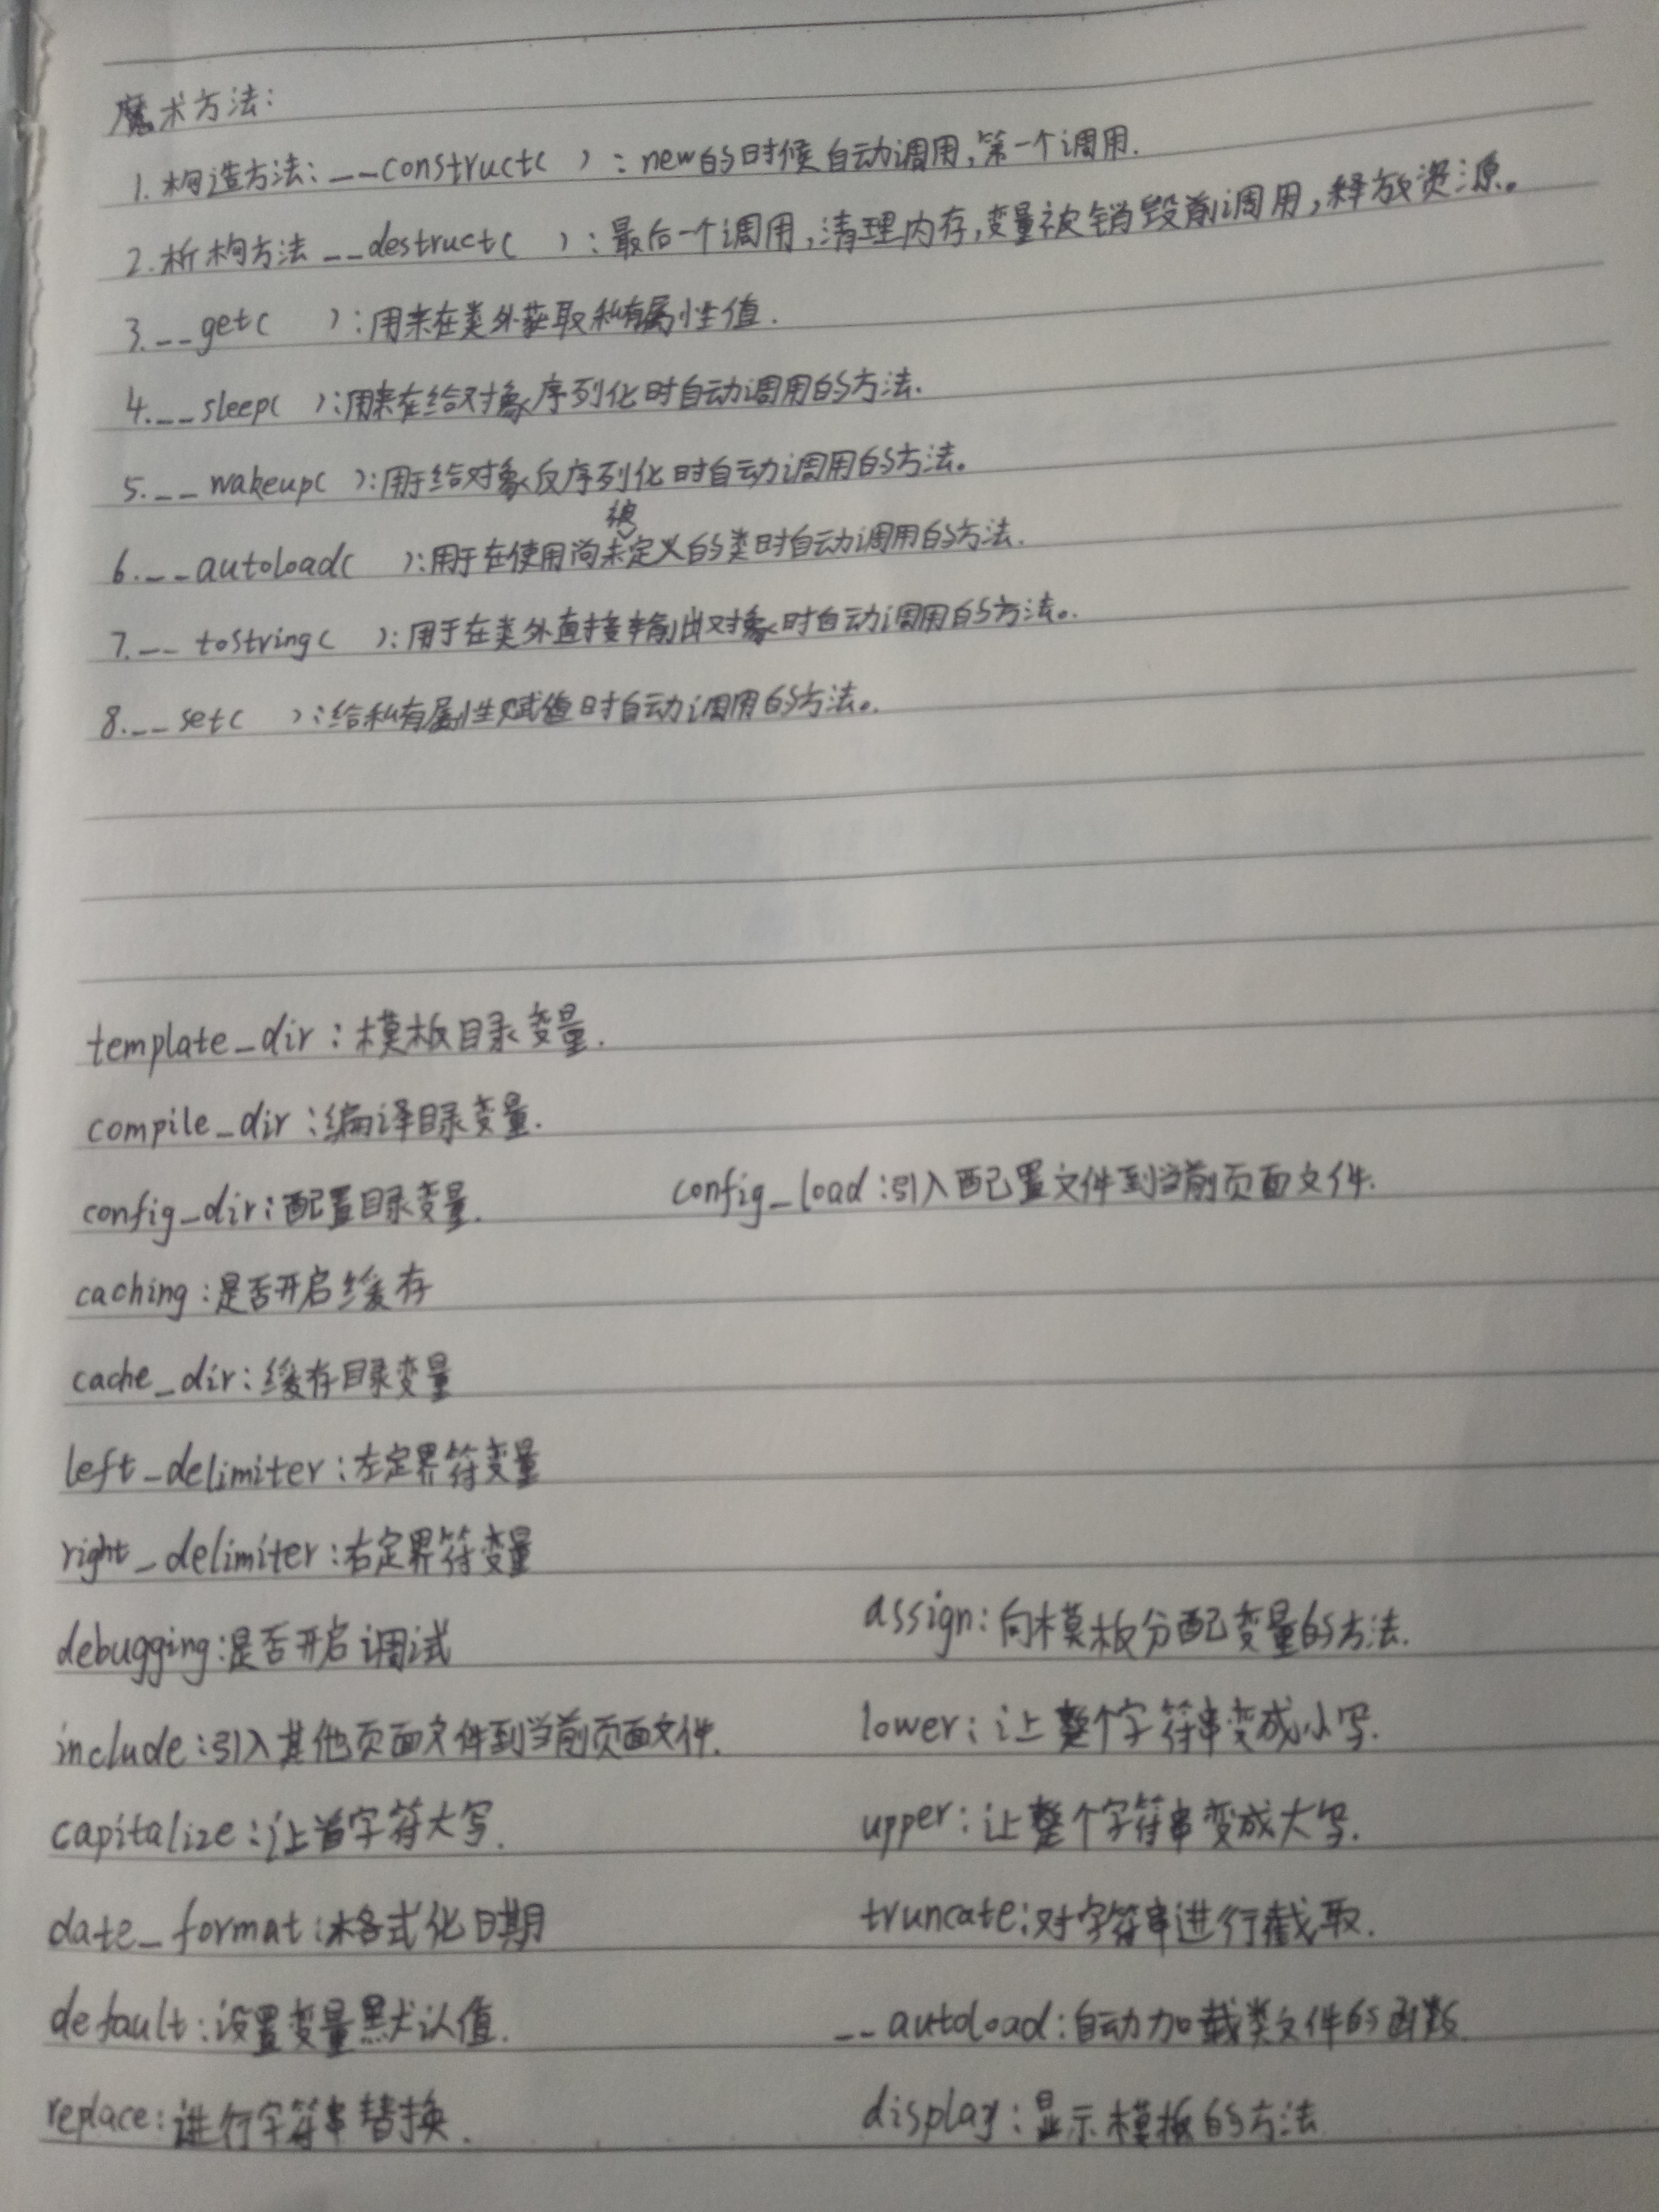 魔术方法:
1. 构造方法: __construct( ) : new的时候自动调用,第一个调用.
2. 析构方法 __destruct( ) : 最后一个调用,清理内存,变量被销毁前调用,释放资源。
3. __get( ):用来在类外获取私有属性值.
4. __sleep( ):用来在给对象序列化时自动调用的方法.
5. __wakeup( ):用于给对象反序列化时自动调用的方法。
6. __autoload( ):用于在使用尚未被定义的类时自动调用的方法.
7. __tostring( ):用于在类外直接输出对象时自动调用的方法。.
8. __set( ):给私有属性赋值时自动调用的方法。.
template_dir : 模板目录变量.
compile_dir :编译目录变量.
config_dir:配置目录变量. config_load:引入配置文件到当前页面文件.
caching:是否开启缓存
cache_dir:缓存目录变量
left_delimiter:左定界符变量
right_delimiter:右定界符变量
debugging:是否开启调试 assign:向模板分配变量的方法.
include:引入其他页面文件到当前页面文件. lower:让整个字符串变成小写.
capitalize:让首字符大写. upper:让整个字符串变成大写.
date_format:格式化日期 truncate:对字符串进行截取.
default:设置变量默认值. __autoload:自动加载类文件的函数.
replace:进行字符串替换. display:显示模板的方法